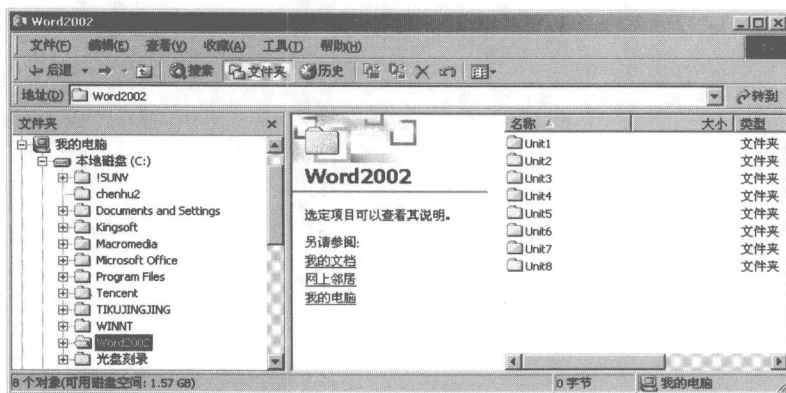 Word2002
文件(F) 编辑(E) 查看(V) 收藏(A) 工具(T) 帮助(H)
后退 搜索 文件夹 历史
地址(D) Word2002 转到
文件夹
我的电脑
本地磁盘 (C:)
!SUNV
chenhu2
Documents and Settings
Kingsoft
Macromedia
Microsoft Office
Program Files
Tencent
TIKUJINGJING
WINNT
Word2002
光盘刻录
Word2002
选定项目可以查看其说明。
另请参阅:
我的文档
网上邻居
我的电脑
名称 大小 类型
Unit1 文件夹
Unit2 文件夹
Unit3 文件夹
Unit4 文件夹
Unit5 文件夹
Unit6 文件夹
Unit7 文件夹
Unit8 文件夹
8 个对象(可用磁盘空间: 1.57 GB) 0 字节 我的电脑